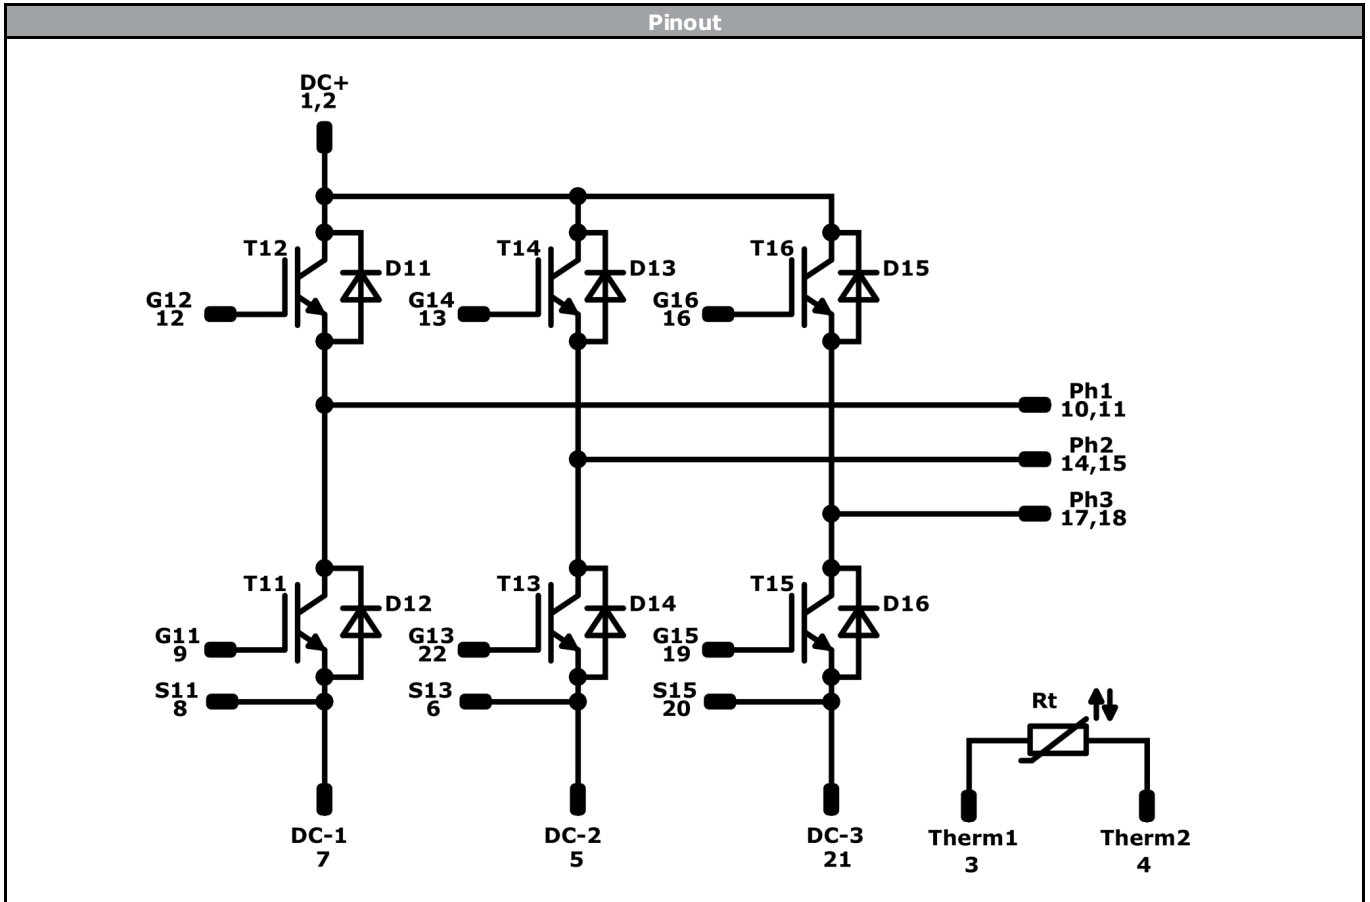 Pinout
DC+
1,2
T12
D11
T14
D13
T16
D15
G12
12
G14
13
G16
16
Ph1
10,11
Ph2
14,15
Ph3
17,18
T11
D12
T13
D14
T15
D16
G11
9
G13
22
G15
19
S11
8
S13
6
S15
20
Rt
DC-1
7
DC-2
5
DC-3
21
Therm1
3
Therm2
4